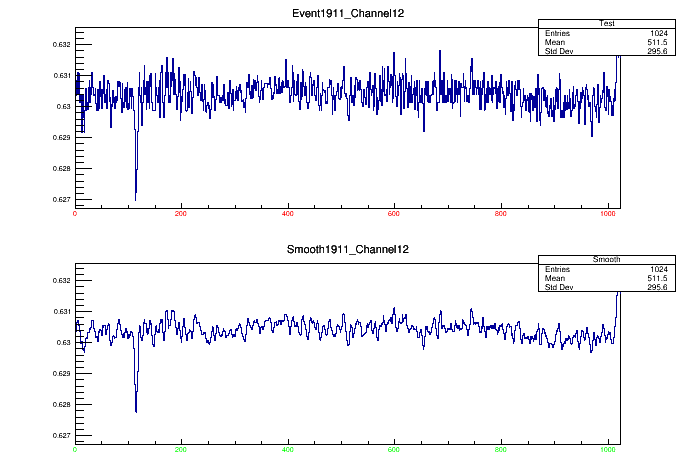 Event1911_Channel12
Test
Entries 1024
Mean 511.5
Std Dev 295.6
0.632
0.631
0.63
0.629
0.628
0.627
0 200 400 600 800 1000
Smooth1911_Channel12
Smooth
Entries 1024
Mean 511.5
Std Dev 295.6
0.632
0.631
0.63
0.629
0.628
0.627
0 200 400 600 800 1000